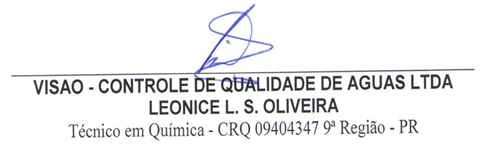 VISAO - CONTROLE DE QUALIDADE DE AGUAS LTDA
LEONICE L. S. OLIVEIRA
Técnico em Química - CRQ 09404347 9ª Região - PR